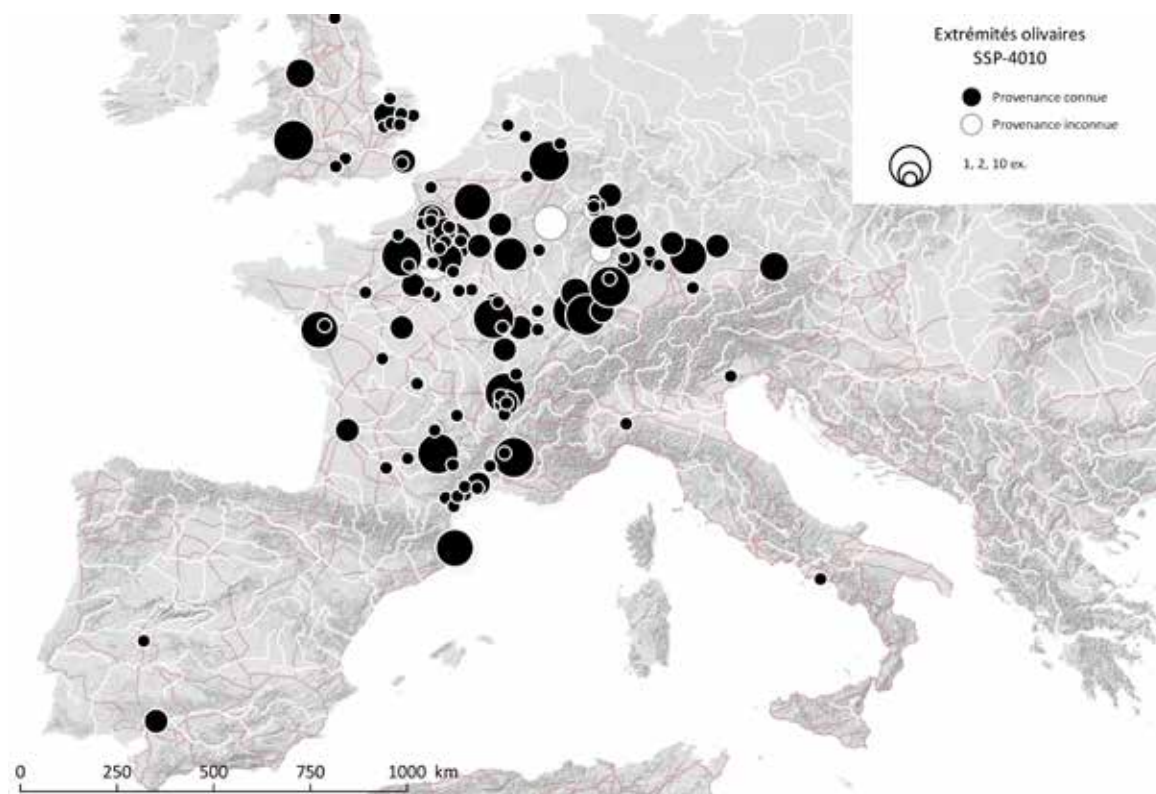 Extrémités olivaires
SSP-4010
Provenance connue
Provenance inconnue
1, 2, 10 ex.
0 250 500 750 1000 km